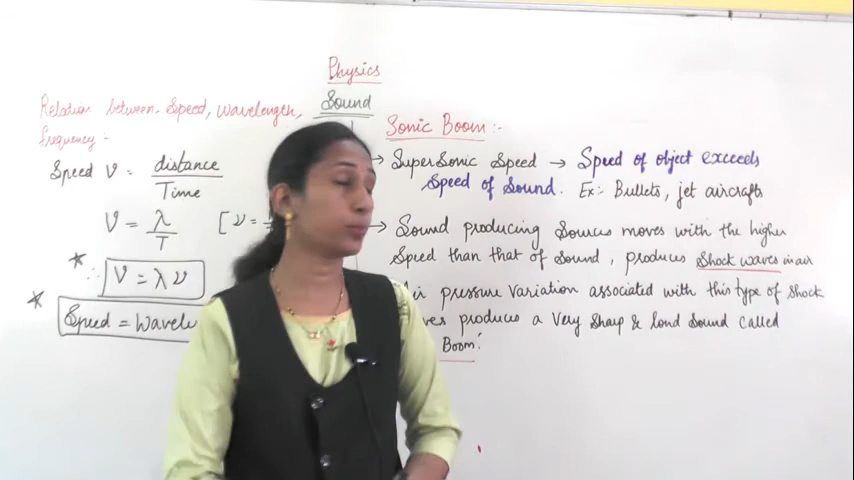 Physics
Sound
Relation between Speed, Wavelength,
frequency:-
Speed V = distance
Time
V = λ
T
[ν =
∴ V = λν
Speed =
Sonic Boom:-
→ SuperSonic Speed → Speed of object exceeds
Speed of Sound. Ex:- Bullets, jet aircrafts
→ Sound producing Sources moves with the higher
Speed than that of Sound, produces Shock waves in air
pressure variation associated with this type of Shock
produces a very Sharp & loud Sound called
Boom!